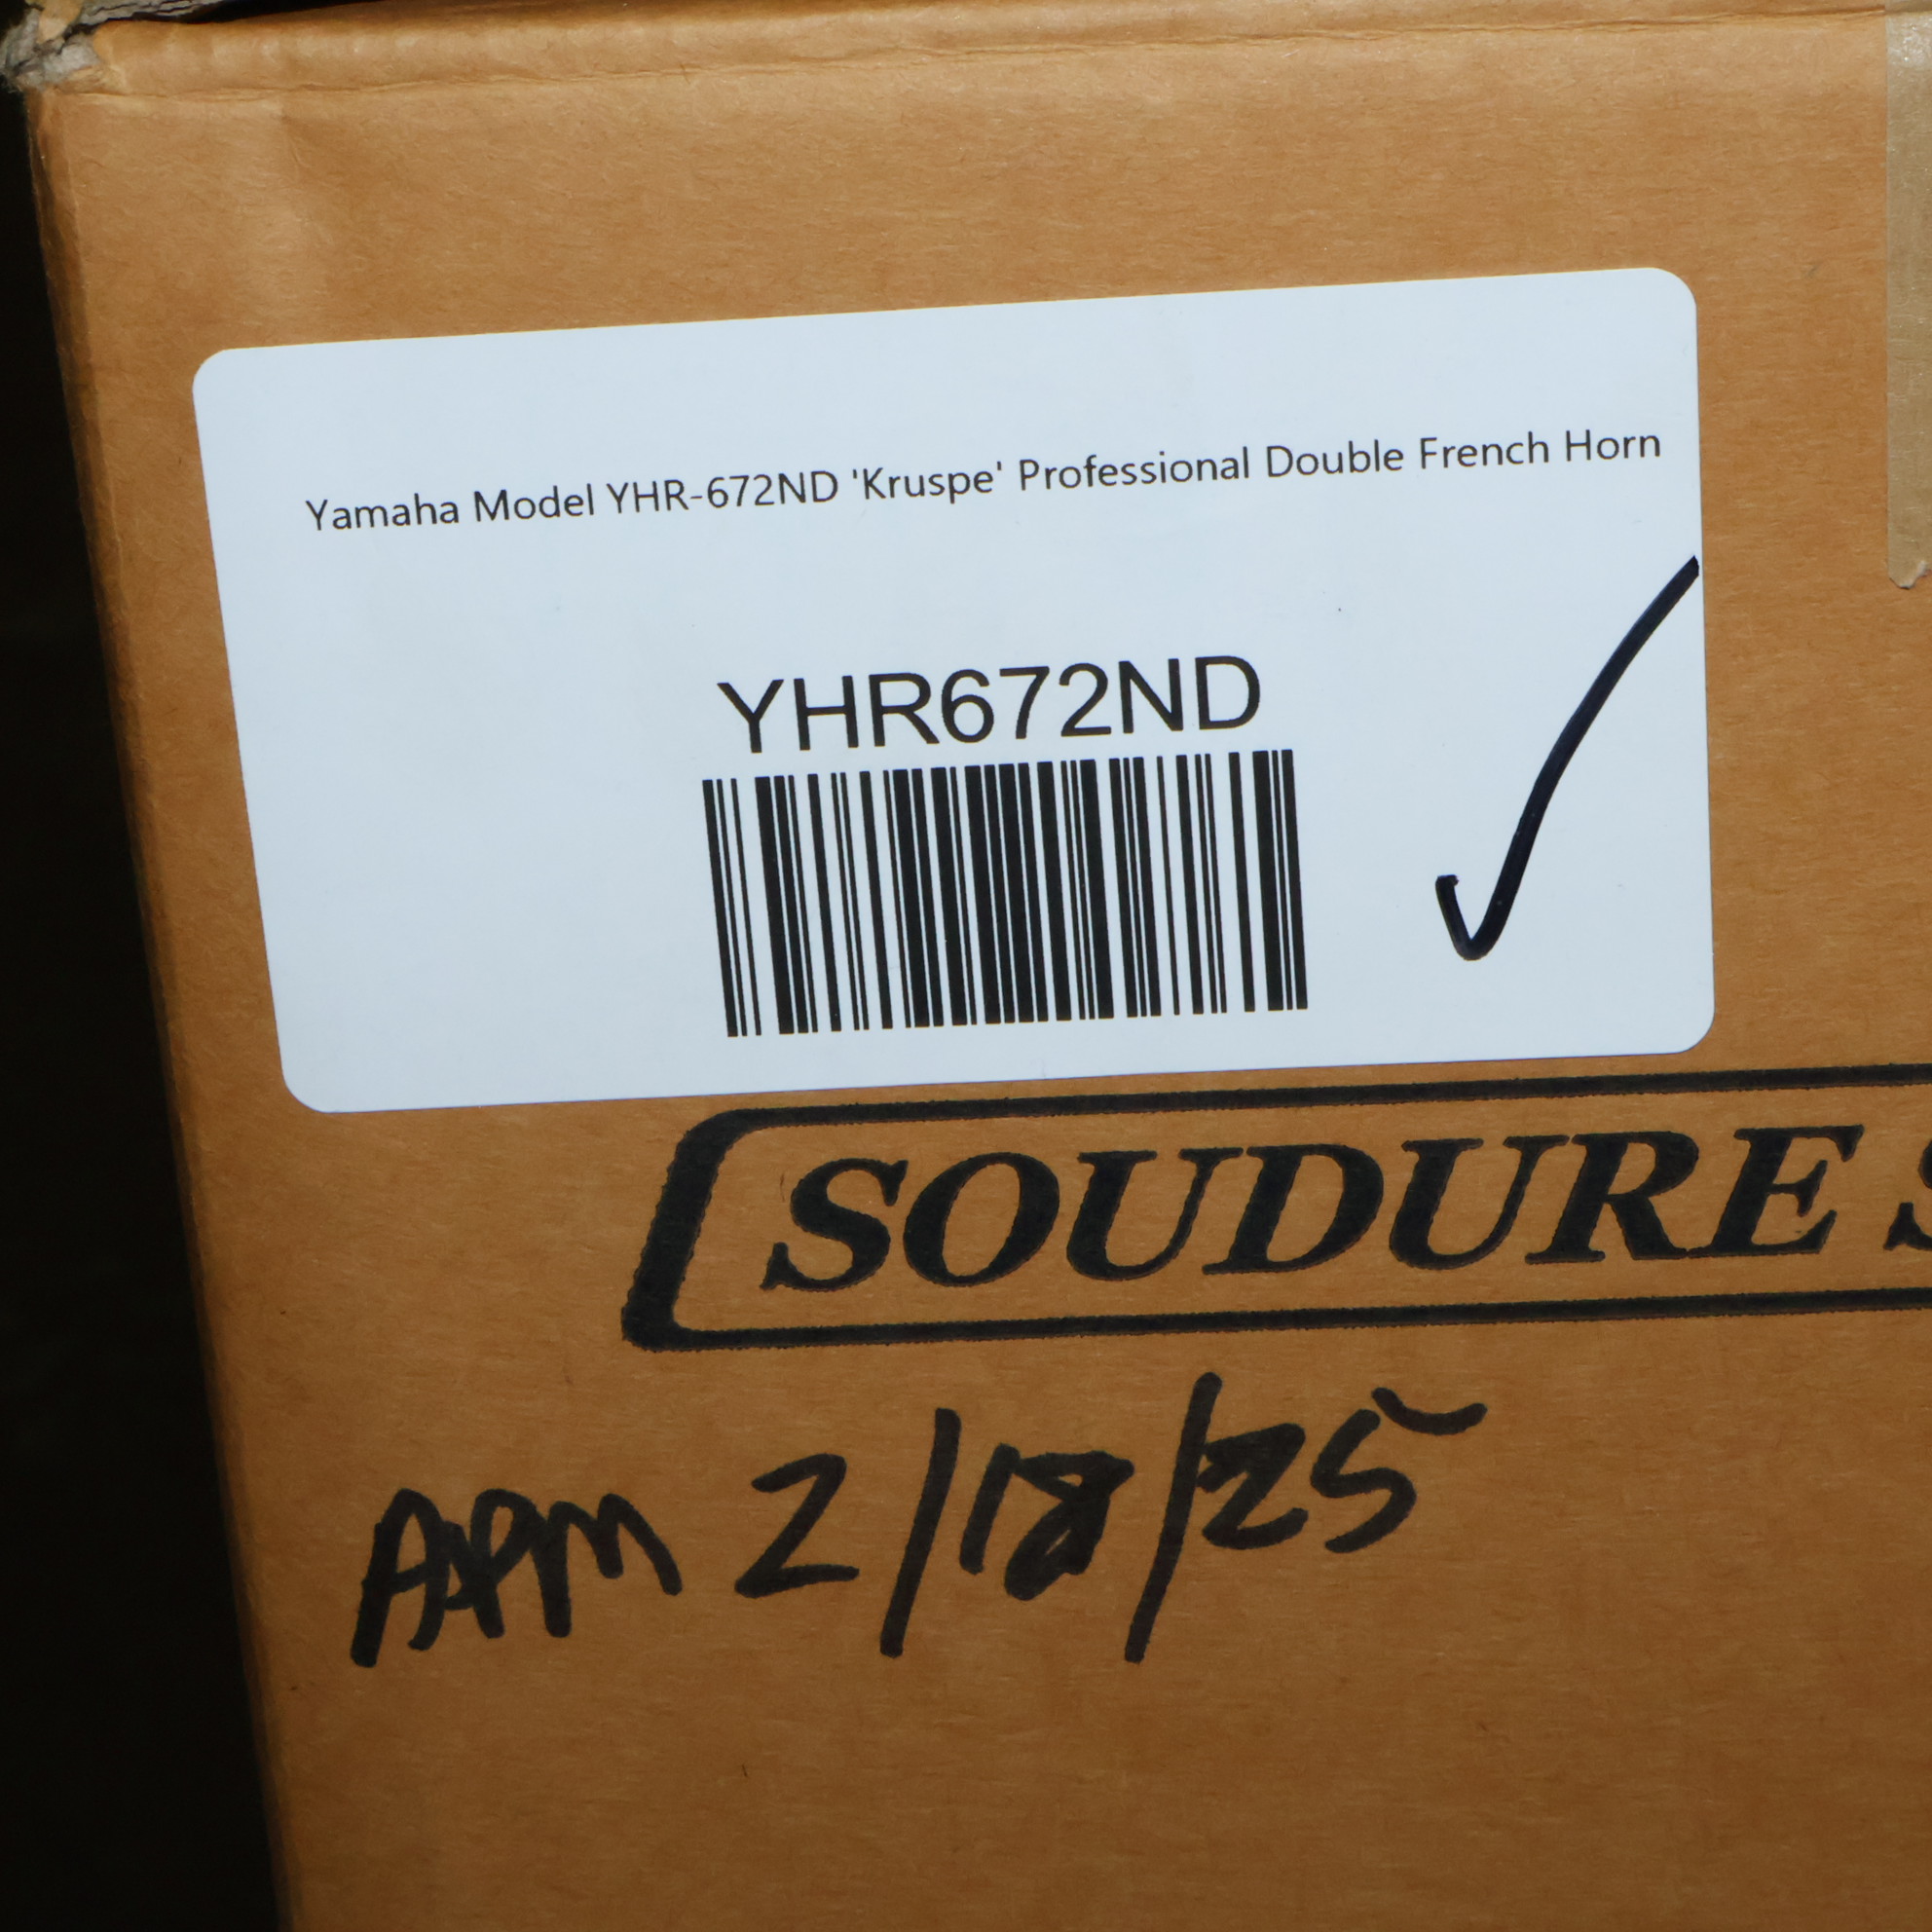 Yamaha Model YHR-672ND 'Kruspe' Professional Double French Horn
YHR672ND
SOUDURE
APM 2/18/25